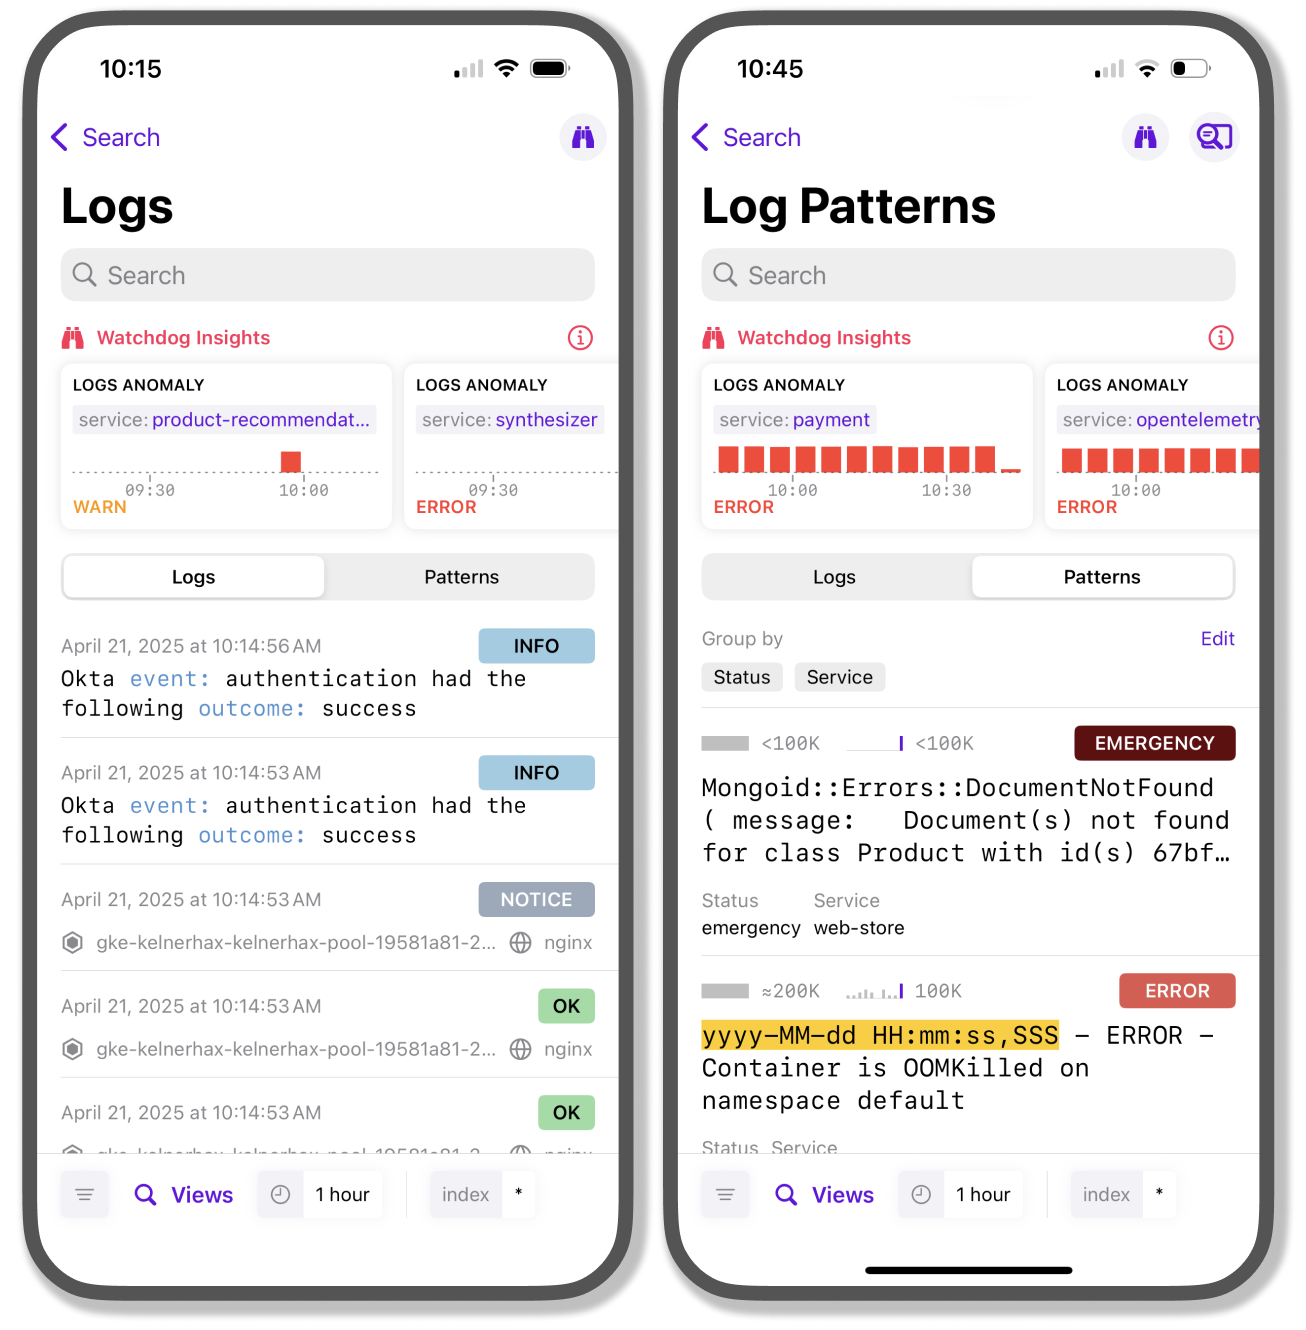 10:15
Search
Logs
Search
Watchdog Insights
LOGS ANOMALY
service: product-recommendat...
09:30 10:00
WARN
LOGS ANOMALY
service: synthesizer
09:30
ERROR
Logs Patterns
April 21, 2025 at 10:14:56 AM INFO
Okta event: authentication had the
following outcome: success
April 21, 2025 at 10:14:53 AM INFO
Okta event: authentication had the
following outcome: success
April 21, 2025 at 10:14:53 AM NOTICE
gke-kelnerhax-kelnerhax-pool-19581a81-2... nginx
April 21, 2025 at 10:14:53 AM OK
gke-kelnerhax-kelnerhax-pool-19581a81-2... nginx
April 21, 2025 at 10:14:53 AM OK
Views 1 hour index *
10:45
Search
Log Patterns
Search
Watchdog Insights
LOGS ANOMALY
service: payment
10:00 10:30
ERROR
LOGS ANOMALY
service: opentelemetry
10:00
ERROR
Logs Patterns
Group by Edit
Status Service
<100K <100K EMERGENCY
Mongoid::Errors::DocumentNotFound
( message: Document(s) not found
for class Product with id(s) 67bf…
Status Service
emergency web-store
≈200K 100K ERROR
yyyy-MM-dd HH:mm:ss,SSS - ERROR -
Container is OOMKilled on
namespace default
Status Service
Views 1 hour index *